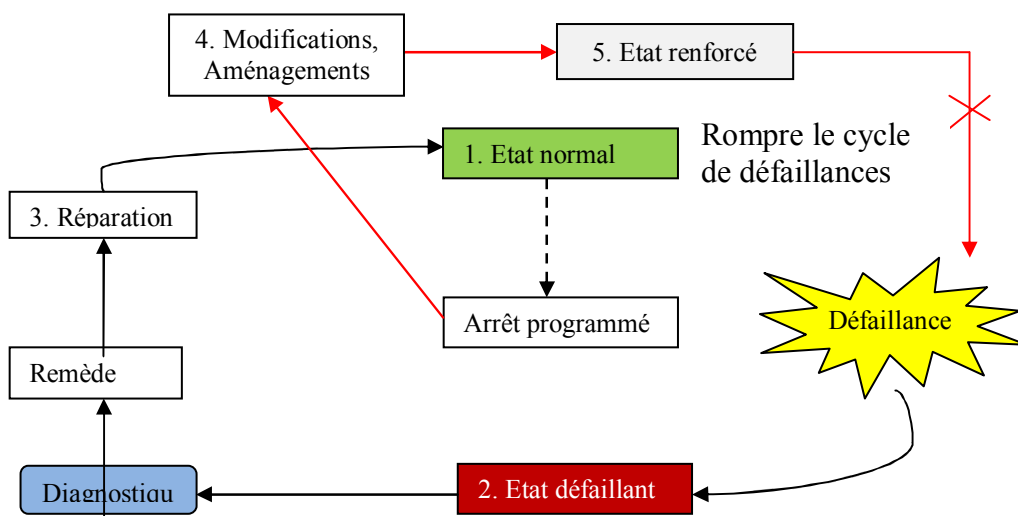 4. Modifications,
Aménagements
5. Etat renforcé
1. Etat normal
Rompre le cycle
de défaillances
3. Réparation
Arrêt programmé
Défaillance
Remède
Diagnostiqu
2. Etat défaillant